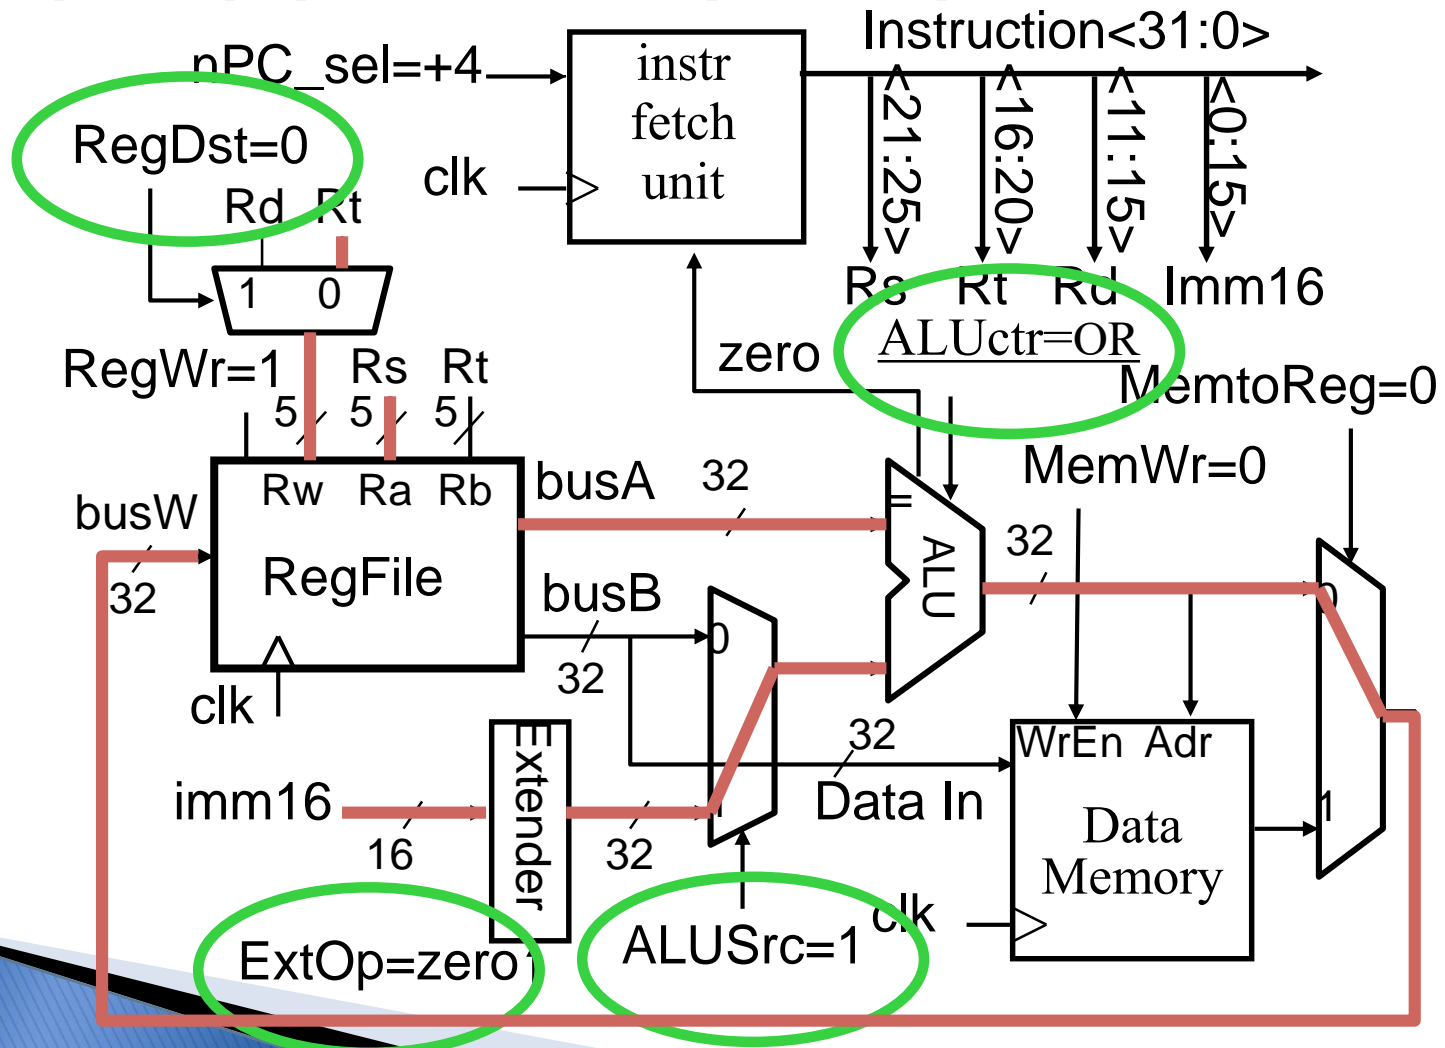 Instruction<31:0>
nPC_sel=+4
instr
fetch
unit
<21:25>
<16:20>
<11:15>
<0:15>
RegDst=0
clk
Rd Rt
Rs Rt Rd Imm16
1 0
ALUctr=OR
zero
RegWr=1
Rs Rt
MemtoReg=0
5 5 5
MemWr=0
Rw Ra Rb
busA
32
busW
=
ALU
32
RegFile
32
busB
0
0
32
clk
Extender
WrEn Adr
32
imm16
Data In
1
1
16
32
Data
Memory
clk
ExtOp=zero
ALUSrc=1